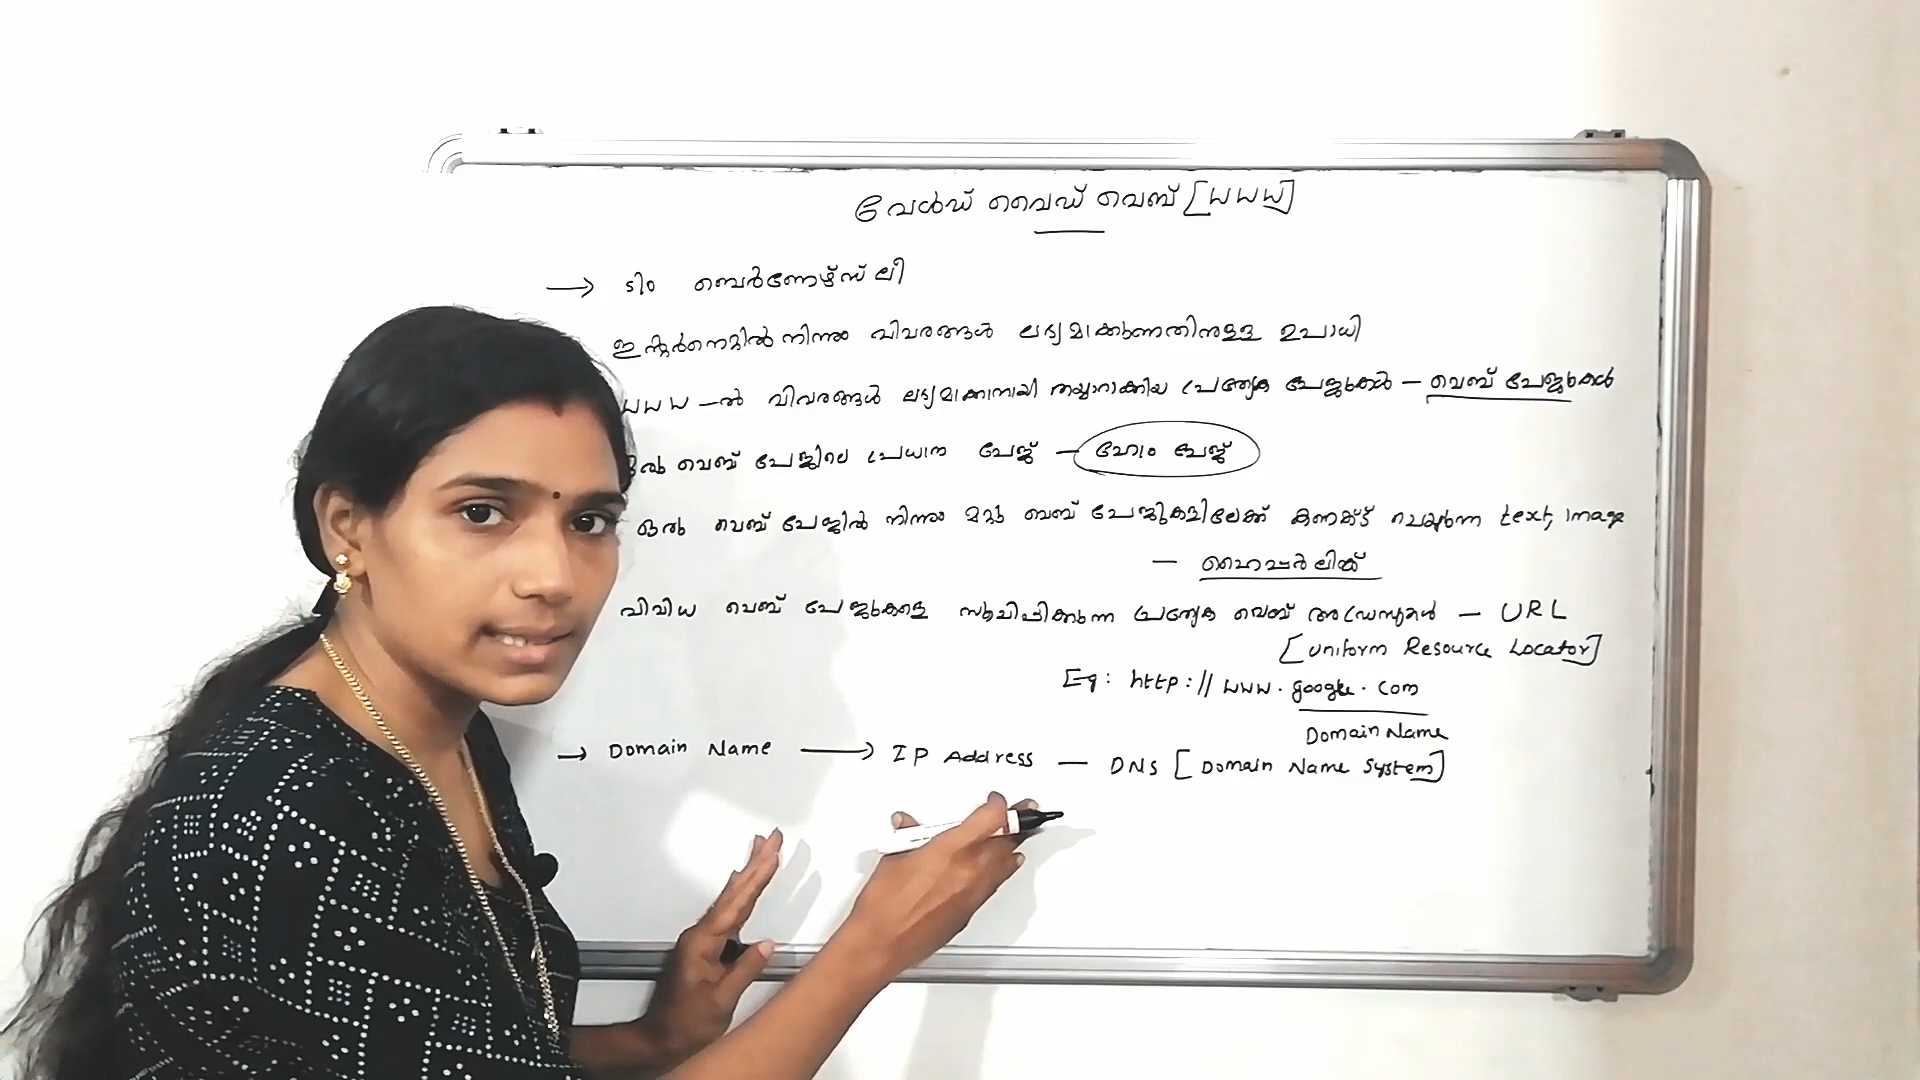 വേൾഡ് വൈഡ് വെബ് [WWW]
→ ടിം ബെർണേഴ്സ് ലീ
ഇന്റർനെറ്റിൽ നിന്നും വിവരങ്ങൾ ലഭ്യമാക്കുന്നതിനുള്ള ഉപാധി
WWW -ൽ വിവരങ്ങൾ ലഭ്യമാക്കാനായി തയ്യാറാക്കിയ പ്രത്യേക പേജുകൾ - വെബ് പേജുകൾ
ഒരു വെബ് പേജിലെ പ്രധാന പേജ് - ഹോം പേജ്
ഒരു വെബ് പേജിൽ നിന്നും മറ്റു വെബ് പേജുകളിലേക്ക് കണക്ട് ചെയ്യുന്ന text, Image
- ഹൈപ്പർ ലിങ്ക്
വിവിധ വെബ് പേജുകളെ സൂചിപ്പിക്കുന്ന പ്രത്യേക വെബ് അഡ്രസുകൾ - URL
[Uniform Resource Locator]
Eg: http://www.google.com
Domain Name
→ Domain Name → IP Address - DNS [Domain Name System]